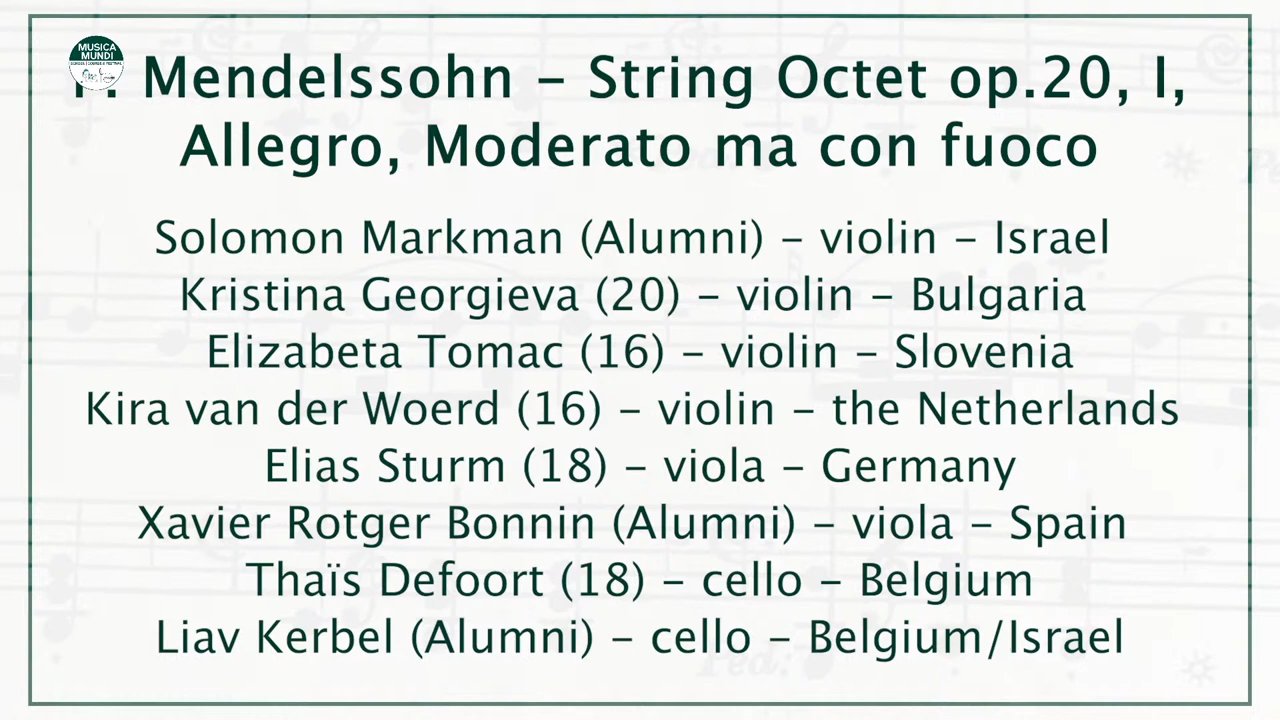 MUSICA
MUNDI
Mendelssohn – String Octet op.20, I,
Allegro, Moderato ma con fuoco
Solomon Markman (Alumni) – violin – Israel
Kristina Georgieva (20) – violin – Bulgaria
Elizabeta Tomac (16) – violin – Slovenia
Kira van der Woerd (16) – violin – the Netherlands
Elias Sturm (18) – viola – Germany
Xavier Rotger Bonnin (Alumni) – viola – Spain
Thaïs Defoort (18) – cello – Belgium
Liav Kerbel (Alumni) – cello – Belgium/Israel